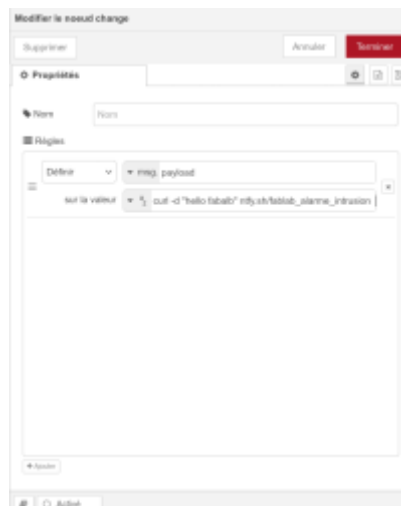 Modifier le noeud change
Supprimer
Annuler
Terminer
Propriétés
Nom
Nom
Règles
Définir
msg. payload
sur la valeur
curl -d "hello fabalb" ntfy.sh/fablab_alarme_intrusion
Ajouter
Activé